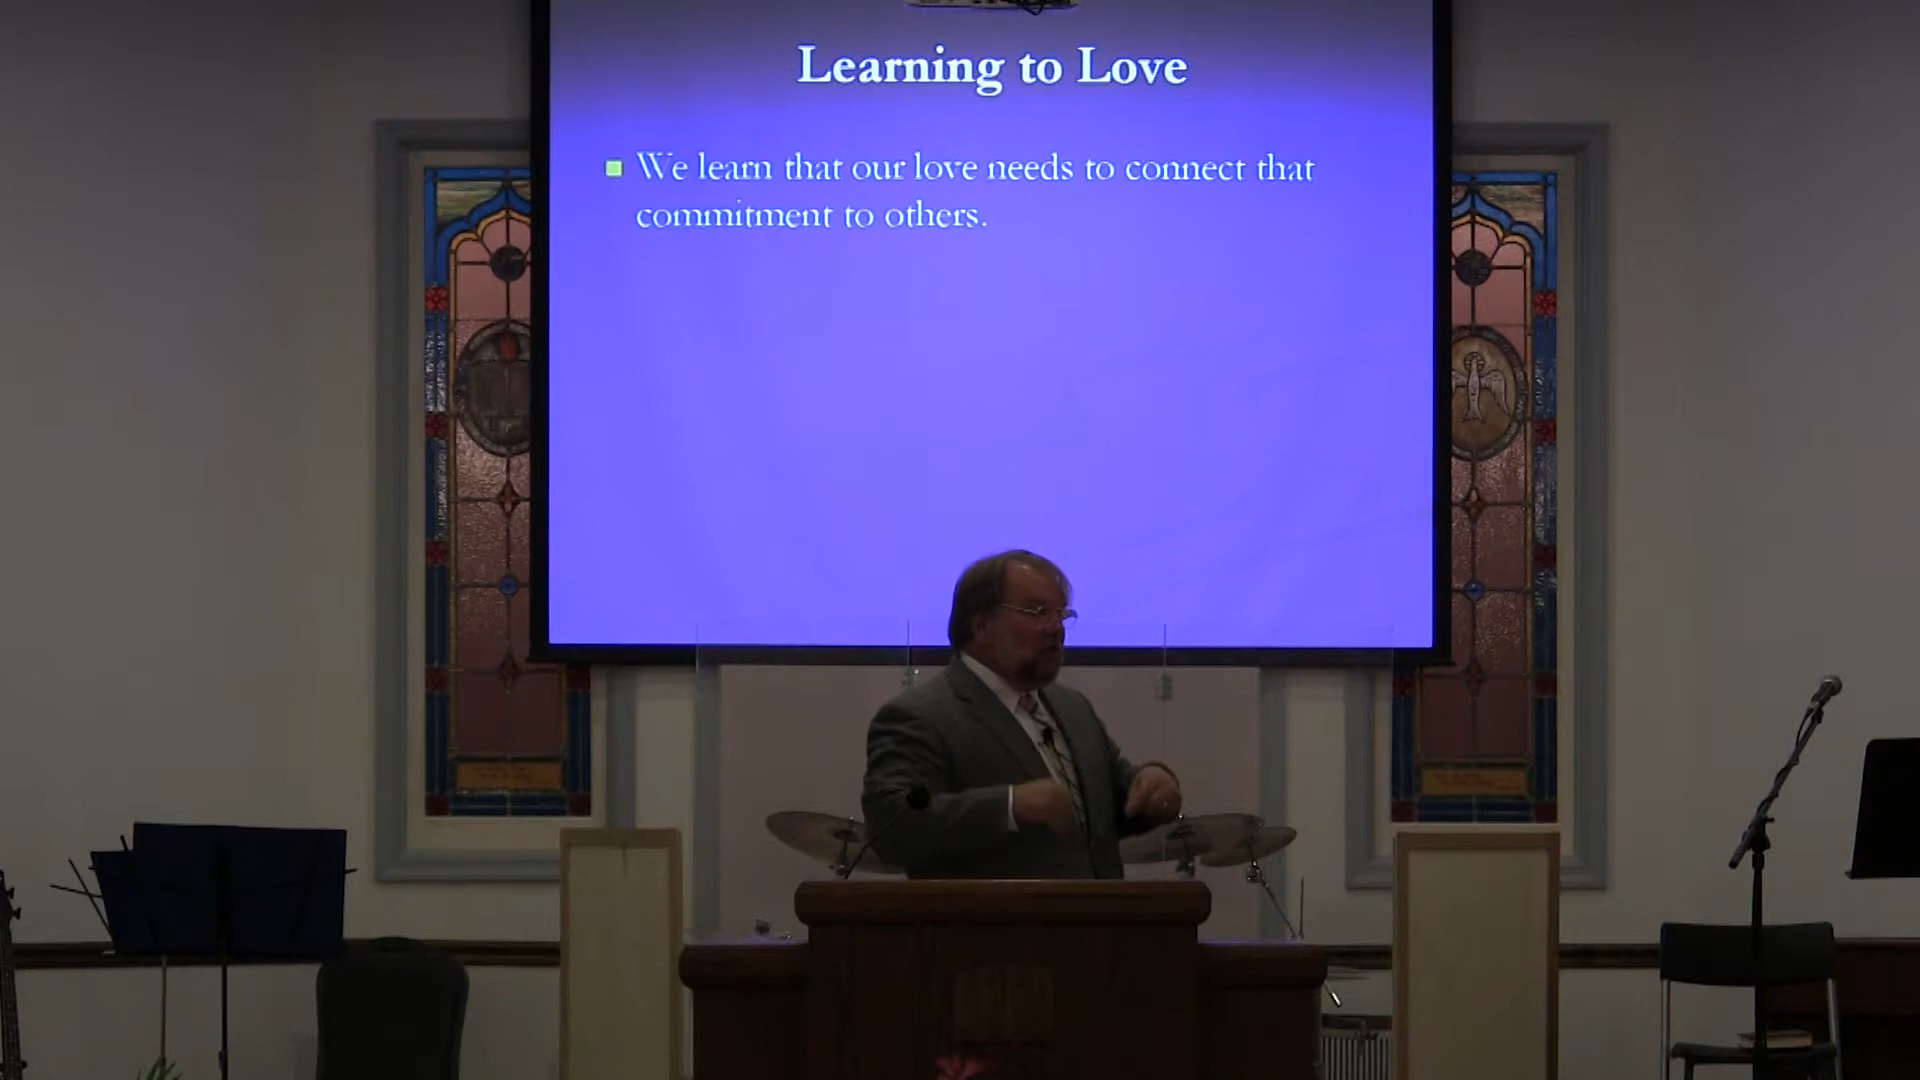 Learning to Love
We learn that our love needs to connect that
commitment to others.